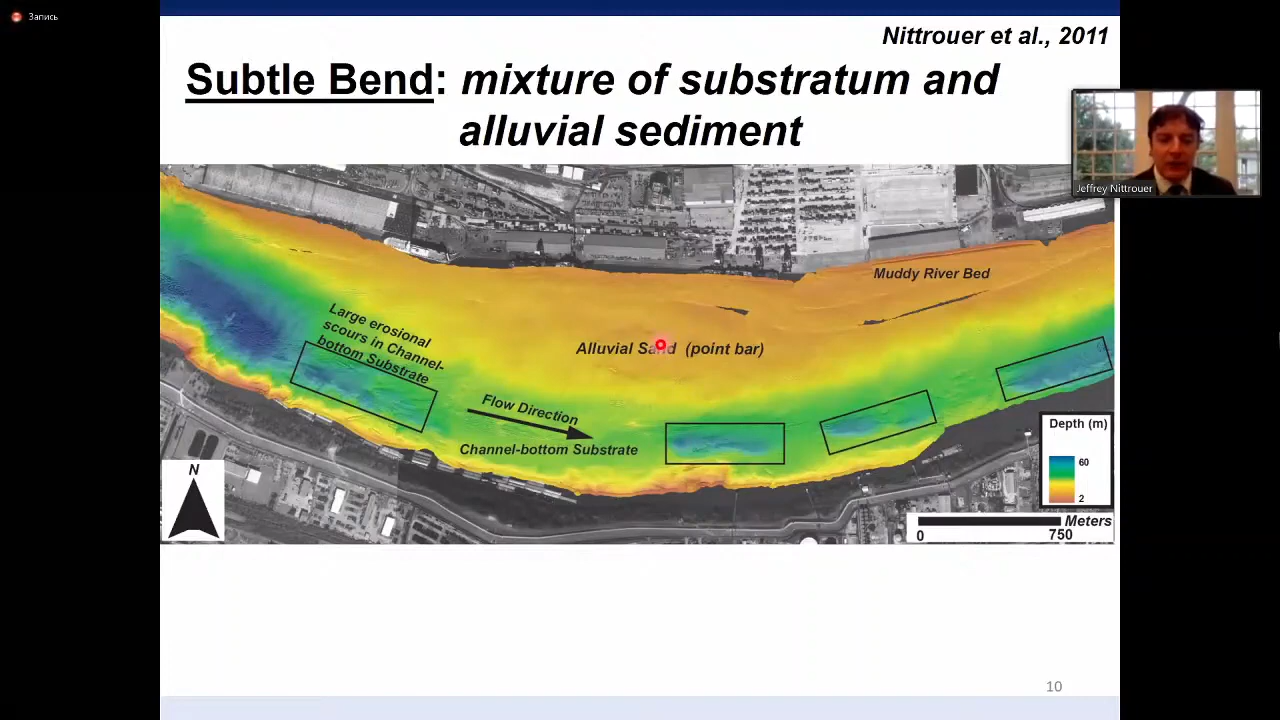 Запись
Nittrouer et al., 2011
Subtle Bend: mixture of substratum and
alluvial sediment
Jeffrey Nittrouer
Muddy River Bed
Large erosional
scours in Channel-
bottom Substrate
Alluvial Sand (point bar)
Flow Direction
Channel-bottom Substrate
Depth (m)
60
2
N
Meters
0
750
10